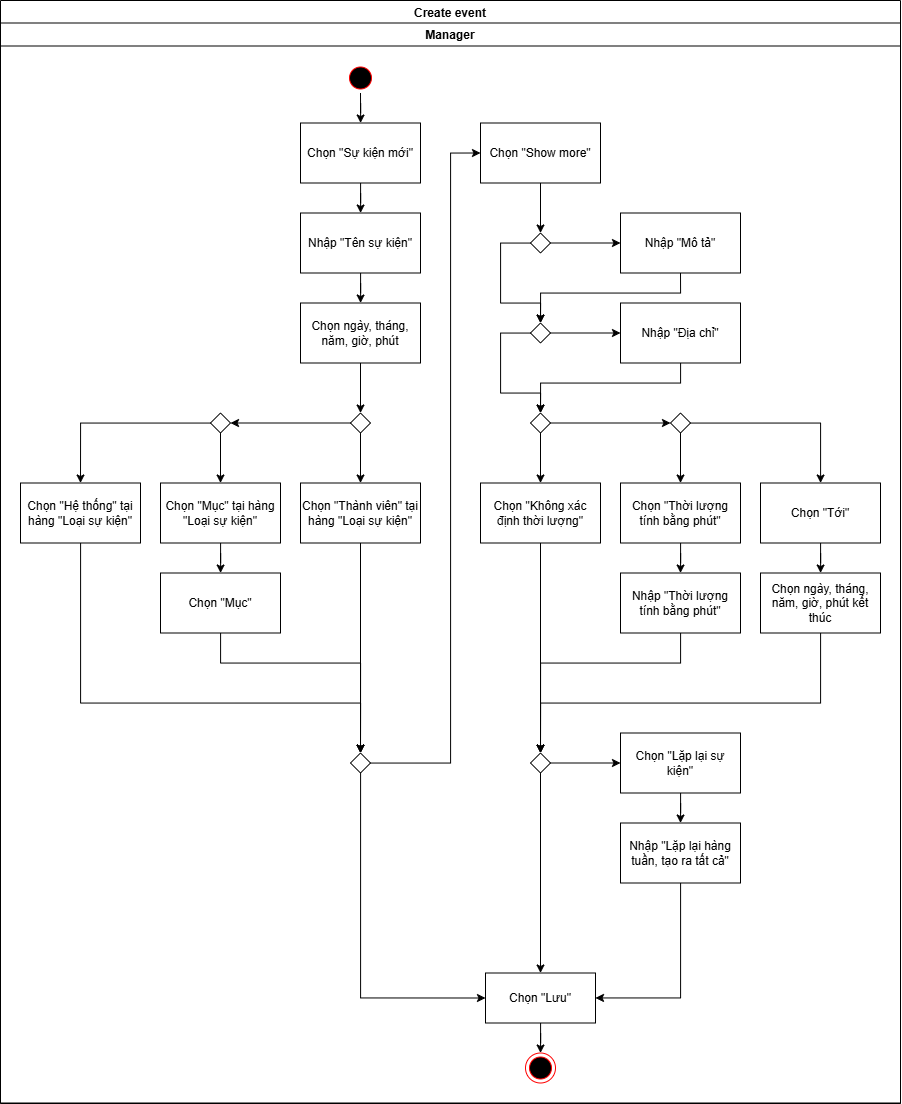 Create event
Manager
Chọn "Sự kiện mới"
Nhập "Tên sự kiện"
Chọn ngày, tháng,
năm, giờ, phút
Chọn "Hệ thống" tại
hàng "Loại sự kiện"
Chọn "Mục" tại hàng
"Loại sự kiện"
Chọn "Thành viên" tại
hàng "Loại sự kiện"
Chọn "Mục"
Chọn "Show more"
Nhập "Mô tả"
Nhập "Địa chỉ"
Chọn "Không xác
định thời lượng"
Chọn "Thời lượng
tính bằng phút"
Chọn "Tới"
Nhập "Thời lượng
tính bằng phút"
Chọn ngày, tháng,
năm, giờ, phút kết
thúc
Chọn "Lặp lại sự
kiện"
Nhập "Lặp lại hàng
tuần, tạo ra tất cả"
Chọn "Lưu"